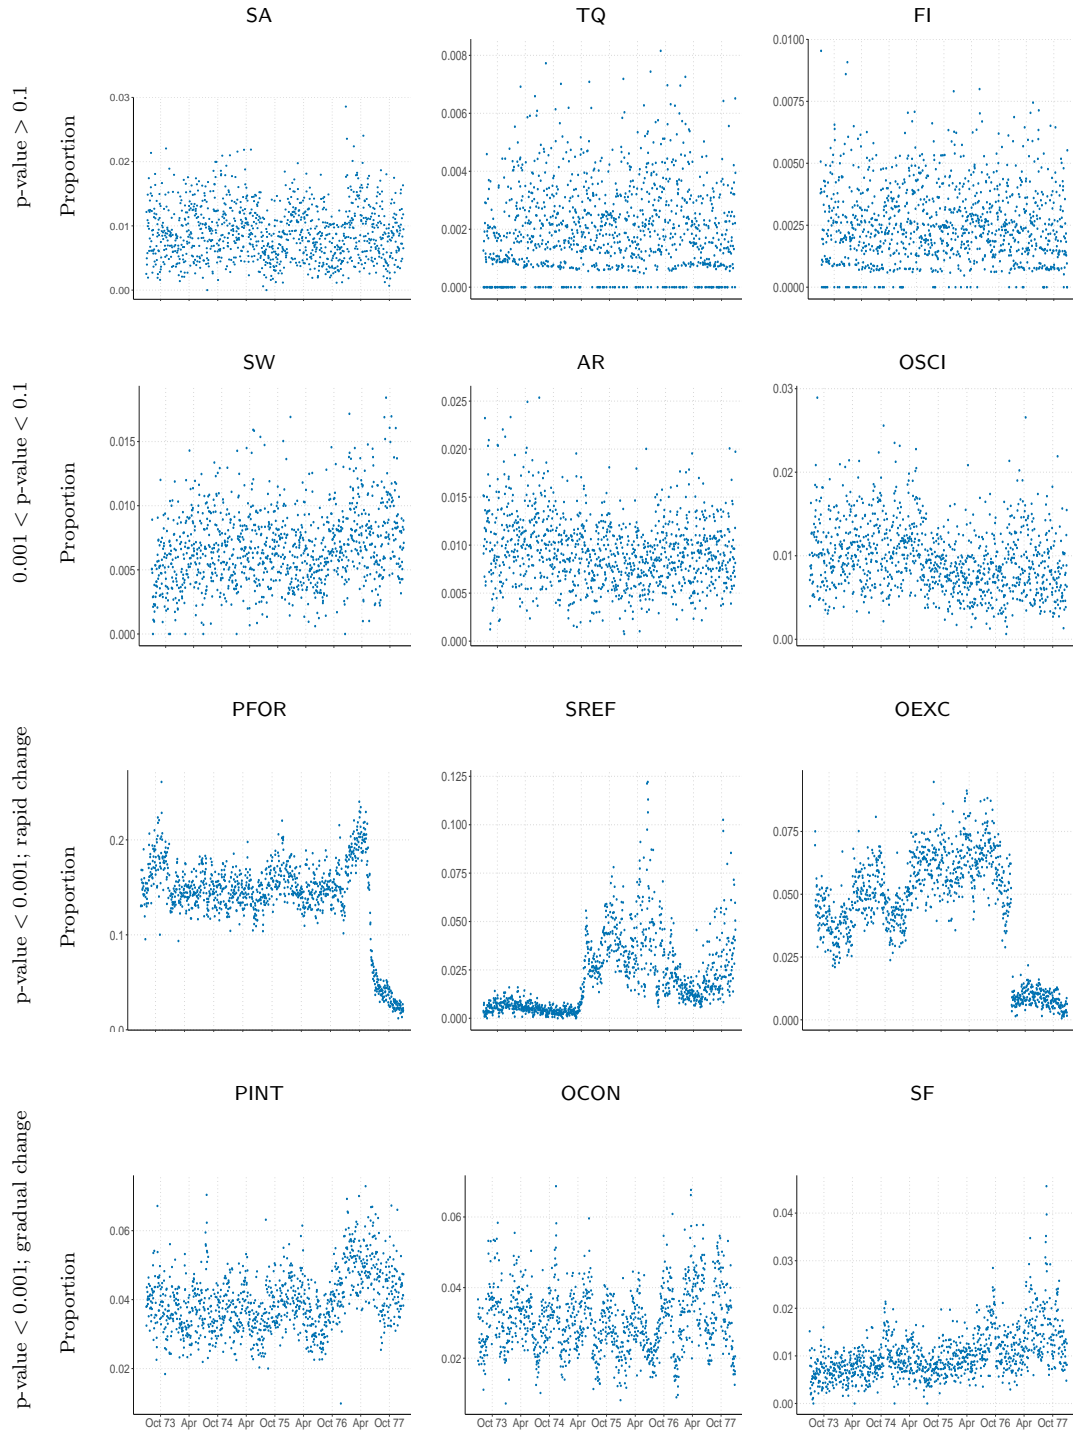 SA
TQ
FI
p-value > 0.1
Proportion
0.03
0.02
0.01
0.00
0.008
0.006
0.004
0.002
0.000
0.0100
0.0075
0.0050
0.0025
0.0000
SW
AR
OSCI
0.001 < p-value < 0.1
Proportion
0.015
0.010
0.005
0.000
0.025
0.020
0.015
0.010
0.005
0.000
0.03
0.02
0.01
0.00
PFOR
SREF
OEXC
p-value < 0.001; rapid change
Proportion
0.2
0.1
0.0
0.125
0.100
0.075
0.050
0.025
0.000
0.075
0.050
0.025
0.000
PINT
OCON
SF
p-value < 0.001; gradual change
Proportion
0.06
0.04
0.02
0.06
0.04
0.02
0.04
0.03
0.02
0.01
0.00
Oct 73 Apr Oct 74 Apr Oct 75 Apr Oct 76 Apr Oct 77
Oct 73 Apr Oct 74 Apr Oct 75 Apr Oct 76 Apr Oct 77
Oct 73 Apr Oct 74 Apr Oct 75 Apr Oct 76 Apr Oct 77